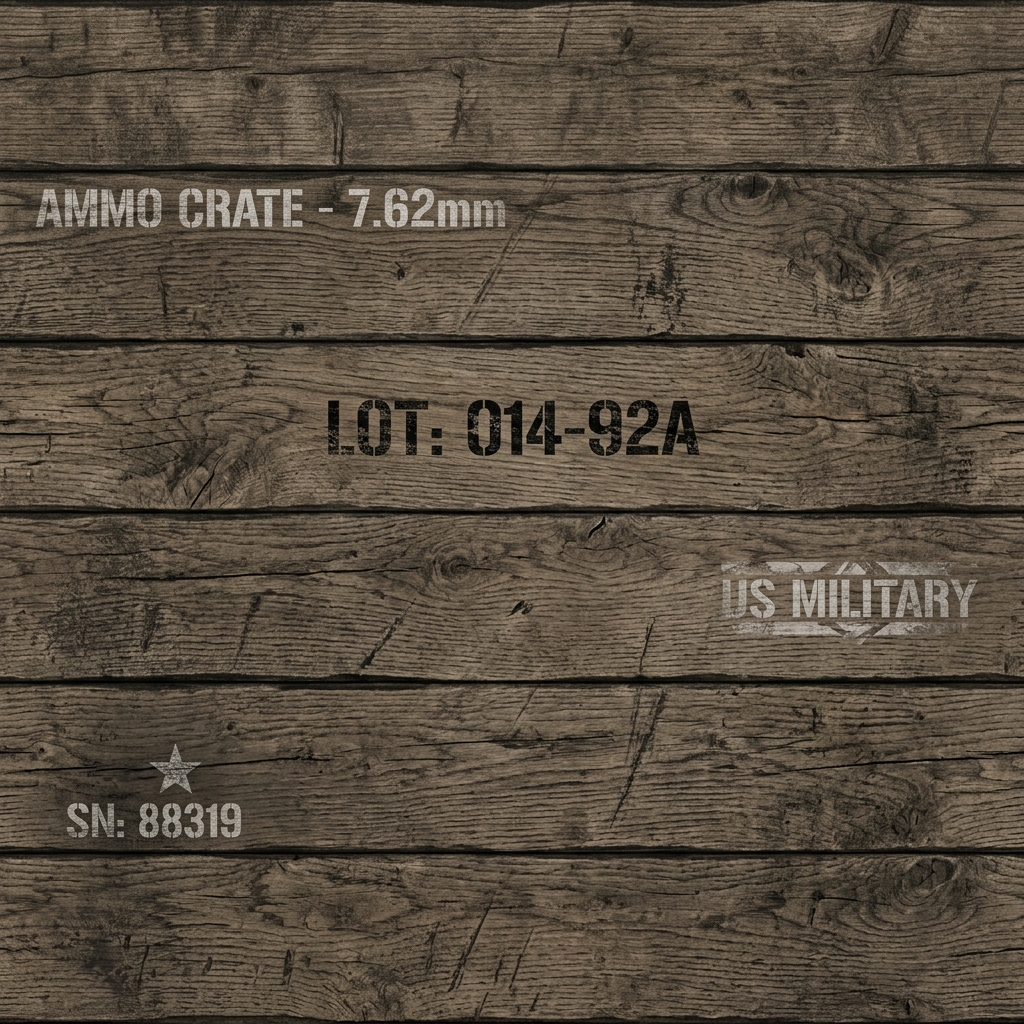 AMMO CRATE - 7.62mm
LOT: 014-92A
US MILITARY
SN: 88319